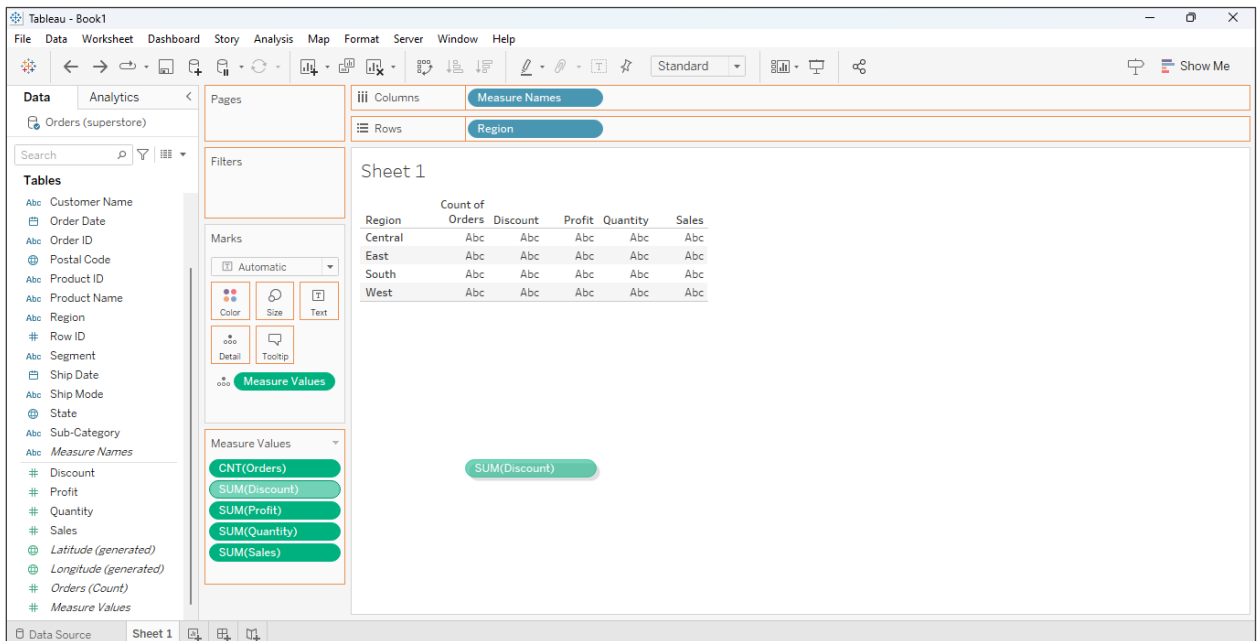 Tableau - Book1
File Data Worksheet Dashboard Story Analysis Map Format Server Window Help
Standard
Show Me
Data Analytics
Orders (superstore)
Search
Tables
Abc Customer Name
Order Date
Abc Order ID
Postal Code
Abc Product ID
Abc Product Name
Abc Region
# Row ID
Abc Segment
Ship Date
Abc Ship Mode
State
Abc Sub-Category
Abc Measure Names
# Discount
# Profit
# Quantity
# Sales
Latitude (generated)
Longitude (generated)
# Orders (Count)
# Measure Values
Pages
Filters
Marks
T Automatic
Color Size Text
Detail Tooltip
Measure Values
Measure Values
CNT(Orders)
SUM(Discount)
SUM(Profit)
SUM(Quantity)
SUM(Sales)
Columns Measure Names
Rows Region
Sheet 1
Count of
Region Orders Discount Profit Quantity Sales
Central Abc Abc Abc Abc Abc
East Abc Abc Abc Abc Abc
South Abc Abc Abc Abc Abc
West Abc Abc Abc Abc Abc
SUM(Discount)
Data Source Sheet 1